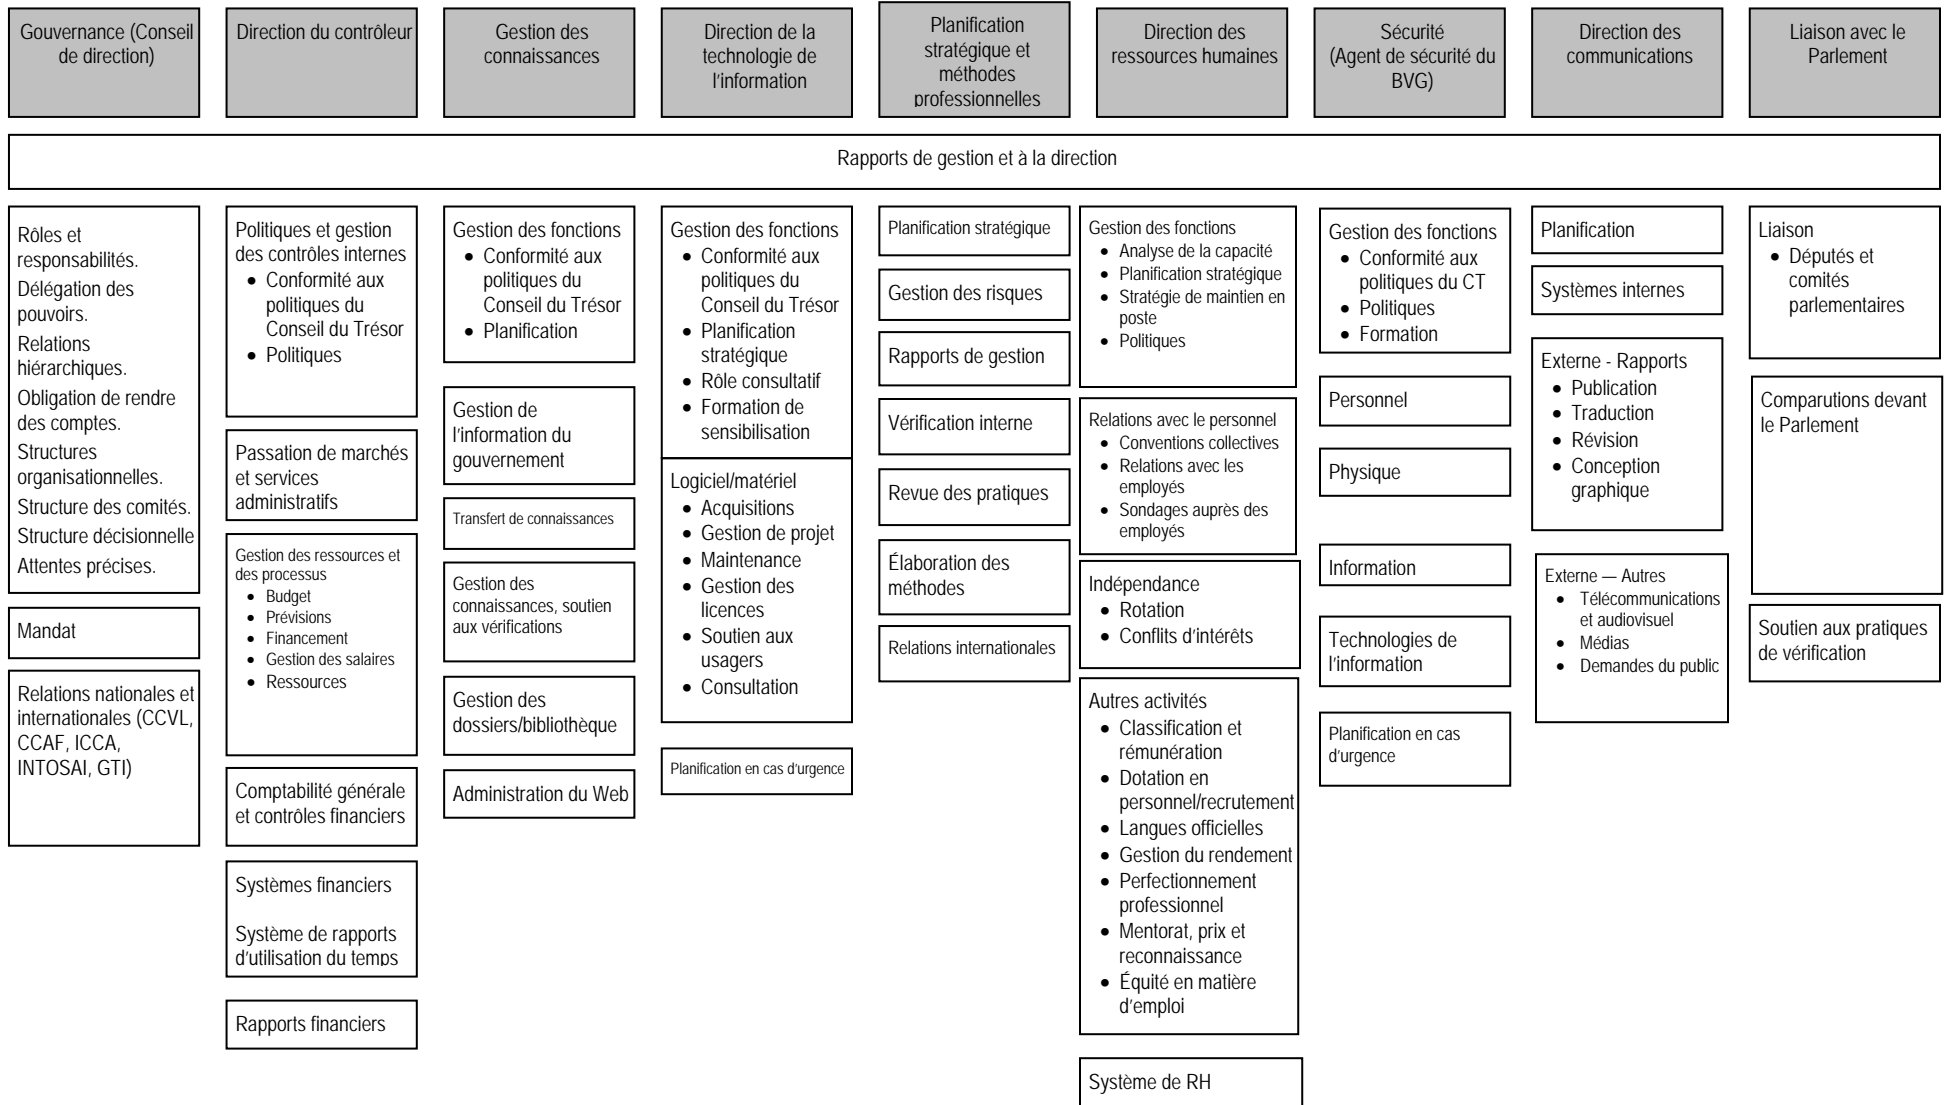 Gouvernance (Conseil
de direction)
Direction du contrôleur
Gestion des
connaissances
Direction de la
technologie de
l'information
Planification
stratégique et
méthodes
professionnelles
Direction des
ressources humaines
Sécurité
(Agent de sécurité du
BVG)
Direction des
communications
Liaison avec le
Parlement
Rapports de gestion et à la direction
Rôles et
responsabilités.
Délégation des
pouvoirs.
Relations
hiérarchiques.
Obligation de rendre
des comptes.
Structures
organisationnelles.
Structure des comités.
Structure décisionnelle
Attentes précises.
Mandat
Relations nationales et
internationales (CCVL,
CCAF, ICCA,
INTOSAI, GTI)
Politiques et gestion
des contrôles internes
• Conformité aux
politiques du
Conseil du Trésor
• Politiques
Passation de marchés
et services
administratifs
Gestion des ressources et
des processus
• Budget
• Prévisions
• Financement
• Gestion des salaires
• Ressources
Comptabilité générale
et contrôles financiers
Systèmes financiers
Système de rapports
d'utilisation du temps
Rapports financiers
Gestion des fonctions
• Conformité aux
politiques du
Conseil du Trésor
• Planification
Gestion de
l'information du
gouvernement
Transfert de connaissances
Gestion des
connaissances, soutien
aux vérifications
Gestion des
dossiers/bibliothèque
Administration du Web
Gestion des fonctions
• Conformité aux
politiques du
Conseil du Trésor
• Planification
stratégique
• Rôle consultatif
• Formation de
sensibilisation
Logiciel/matériel
• Acquisitions
• Gestion de projet
• Maintenance
• Gestion des
licences
• Soutien aux
usagers
• Consultation
Planification en cas d'urgence
Planification stratégique
Gestion des risques
Rapports de gestion
Vérification interne
Revue des pratiques
Élaboration des
méthodes
Relations internationales
Gestion des fonctions
• Analyse de la capacité
• Planification stratégique
• Stratégie de maintien en
poste
• Politiques
Relations avec le personnel
• Conventions collectives
• Relations avec les
employés
• Sondages auprès des
employés
Indépendance
• Rotation
• Conflits d'intérêts
Autres activités
• Classification et
rémunération
• Dotation en
personnel/recrutement
• Langues officielles
• Gestion du rendement
• Perfectionnement
professionnel
• Mentorat, prix et
reconnaissance
• Équité en matière
d'emploi
Système de RH
Gestion des fonctions
• Conformité aux
politiques du CT
• Politiques
• Formation
Personnel
Physique
Information
Technologies de
l'information
Planification en cas
d'urgence
Planification
Systèmes internes
Externe - Rapports
• Publication
• Traduction
• Révision
• Conception
graphique
Externe — Autres
• Télécommunications
et audiovisuel
• Médias
• Demandes du public
Liaison
• Députés et
comités
parlementaires
Comparutions devant
le Parlement
Soutien aux pratiques
de vérification